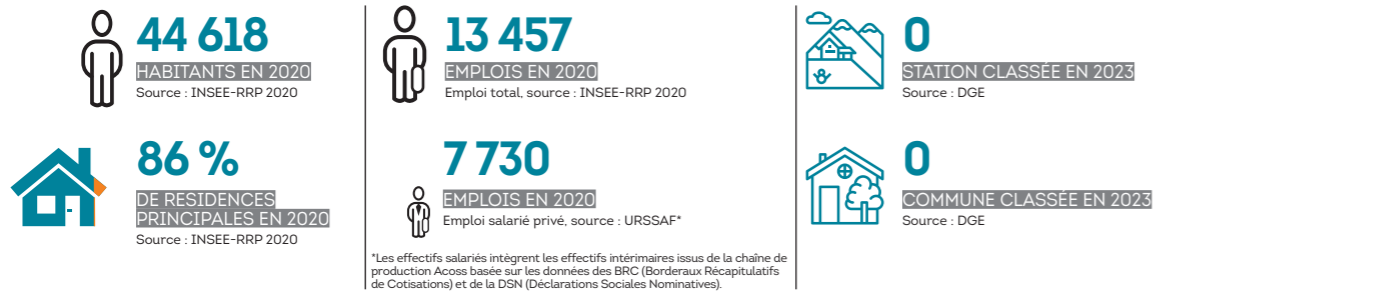 44 618
HABITANTS EN 2020
Source : INSEE-RRP 2020
86 %
DE RESIDENCES
PRINCIPALES EN 2020
Source : INSEE-RRP 2020
13 457
EMPLOIS EN 2020
Emploi total, source : INSEE-RRP 2020
7 730
EMPLOIS EN 2020
Emploi salarié privé, source : URSSAF*
*Les effectifs salariés intègrent les effectifs intérimaires issus de la chaîne de
production Acoss basée sur les données des BRC (Borderaux Récapitulatifs
de Cotisations) et de la DSN (Déclarations Sociales Nominatives).
0
STATION CLASSÉE EN 2023
Source : DGE
0
COMMUNE CLASSÉE EN 2023
Source : DGE